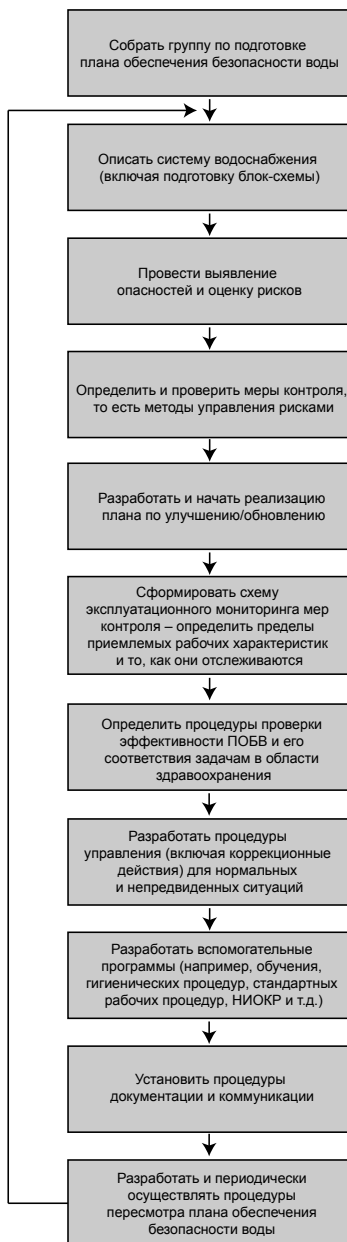 Собрать группу по подготовке
плана обеспечения безопасности воды
Описать систему водоснабжения
(включая подготовку блок-схемы)
Провести выявление
опасностей и оценку рисков
Определить и проверить меры контроля,
то есть методы управления рисками
Разработать и начать реализацию
плана по улучшению/обновлению
Сформировать схему
эксплуатационного мониторинга мер
контроля – определить пределы
приемлемых рабочих характеристик
и то, как они отслеживаются
Определить процедуры проверки
эффективности ПОБВ и его
соответствия задачам в области
здравоохранения
Разработать процедуры
управления (включая коррекционные
действия) для нормальных
и непредвиденных ситуаций
Разработать вспомогательные
программы (например, обучения,
гигиенических процедур, стандартных
рабочих процедур, НИОКР и т.д.)
Установить процедуры
документации и коммуникации
Разработать и периодически
осуществлять процедуры
пересмотра плана обеспечения
безопасности воды